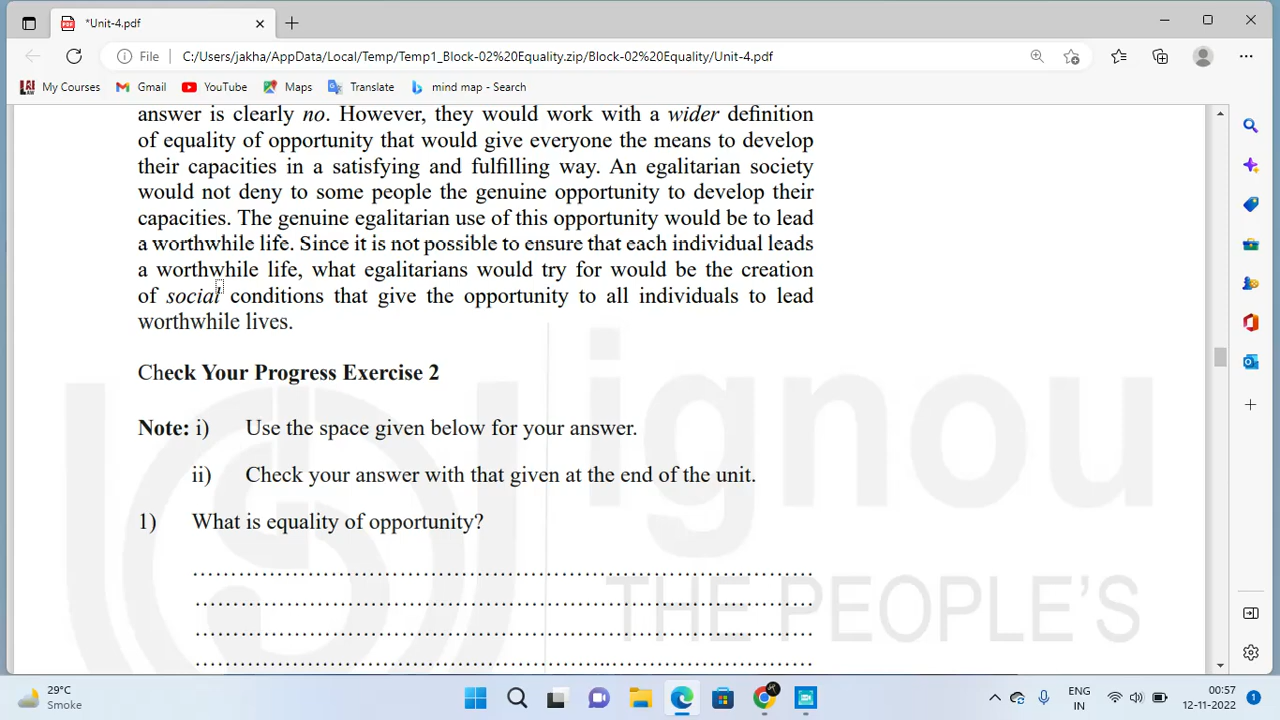 *Unit-4.pdf
File C:/Users/jakha/AppData/Local/Temp/Temp1_Block-02%20Equality.zip/Block-02%20Equality/Unit-4.pdf
My Courses Gmail YouTube Maps Translate mind map - Search
answer is clearly no. However, they would work with a wider definition
of equality of opportunity that would give everyone the means to develop
their capacities in a satisfying and fulfilling way. An egalitarian society
would not deny to some people the genuine opportunity to develop their
capacities. The genuine egalitarian use of this opportunity would be to lead
a worthwhile life. Since it is not possible to ensure that each individual leads
a worthwhile life, what egalitarians would try for would be the creation
of social conditions that give the opportunity to all individuals to lead
worthwhile lives.
Check Your Progress Exercise 2
Note: i) Use the space given below for your answer.
ii) Check your answer with that given at the end of the unit.
1) What is equality of opportunity?
ignou
THE PEOPLE'S
29°C
Smoke
ENG
IN
00:57
12-11-2022
1